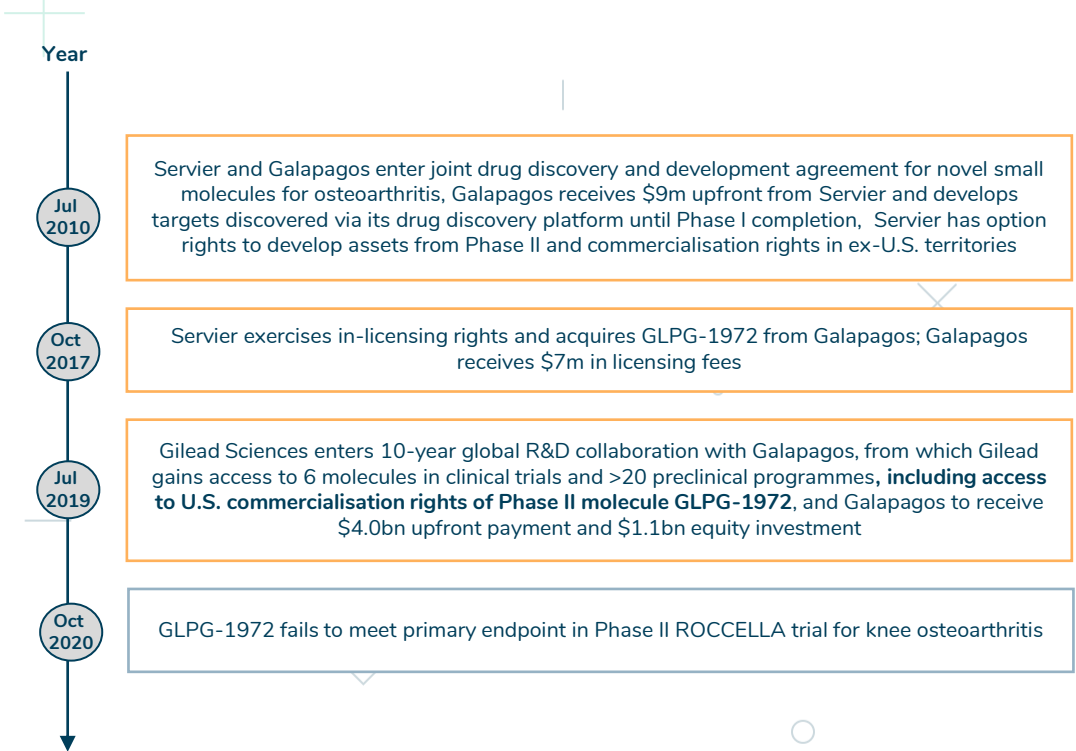 Year
Jul
2010
Servier and Galapagos enter joint drug discovery and development agreement for novel small
molecules for osteoarthritis, Galapagos receives $9m upfront from Servier and develops
targets discovered via its drug discovery platform until Phase I completion,  Servier has option
rights to develop assets from Phase II and commercialisation rights in ex-U.S. territories
Oct
2017
Servier exercises in-licensing rights and acquires GLPG-1972 from Galapagos; Galapagos
receives $7m in licensing fees
Jul
2019
Gilead Sciences enters 10-year global R&D collaboration with Galapagos, from which Gilead
gains access to 6 molecules in clinical trials and >20 preclinical programmes, including access
to U.S. commercialisation rights of Phase II molecule GLPG-1972, and Galapagos to receive
$4.0bn upfront payment and $1.1bn equity investment
Oct
2020
GLPG-1972 fails to meet primary endpoint in Phase II ROCCELLA trial for knee osteoarthritis